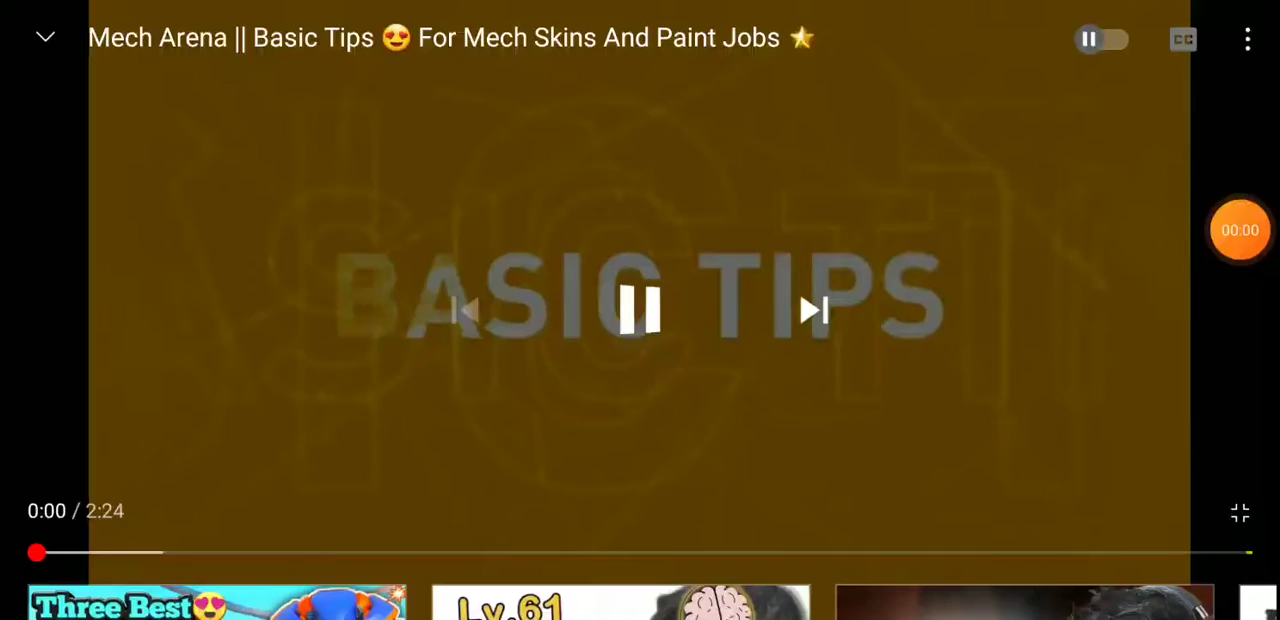 Mech Arena || Basic Tips 😍 For Mech Skins And Paint Jobs ⭐
CC
00:00
BASIC TIPS
0:00 / 2:24
Three Best😍
Lv.61